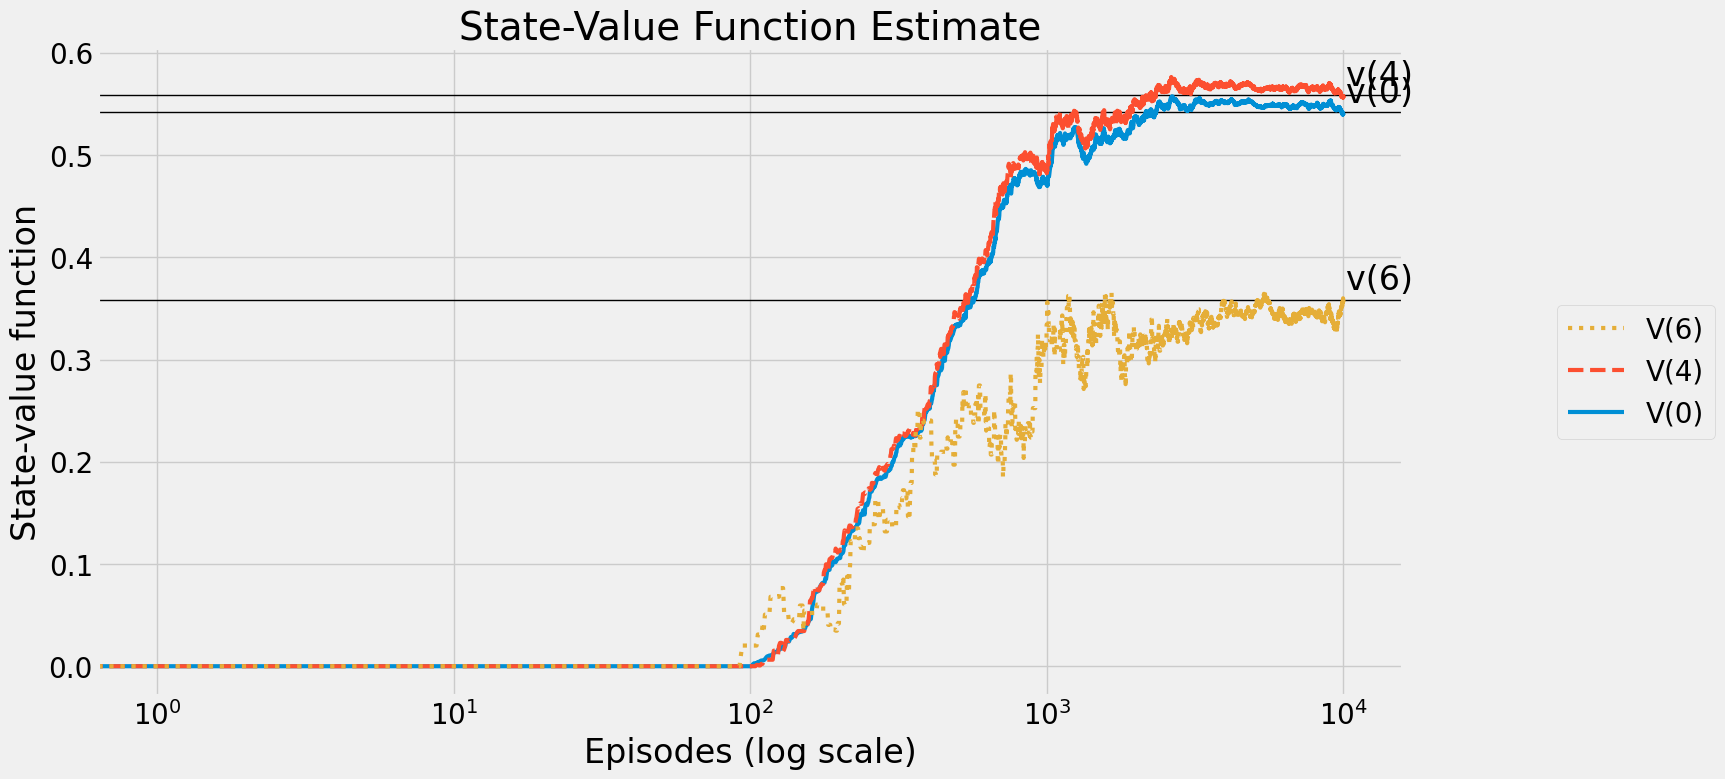 State-Value Function Estimate
State-value function
0.6
0.5
0.4
0.3
0.2
0.1
0.0
v(4)
v(0)
v(6)
V(6)
V(4)
V(0)
10⁰
10¹
10²
10³
10⁴
Episodes (log scale)